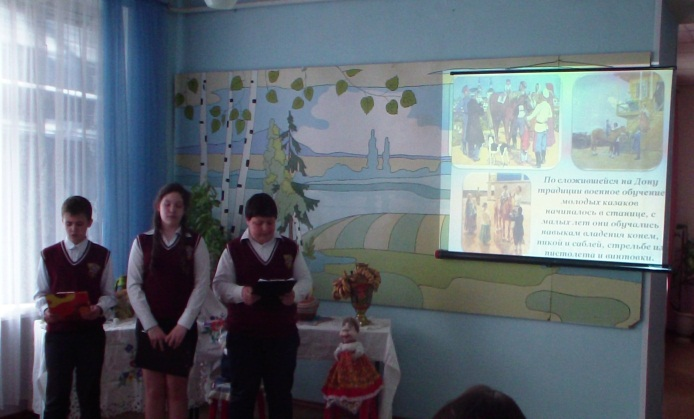 По сложившейся на Дону
традиции военное обучение
молодых казаков
начиналось в станице, с
малых лет они обучались
навыкам владения конем,
пикой и саблей, стрельбе из
пистолета и винтовки.